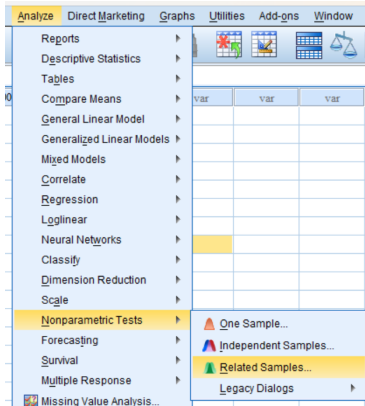 Analyze Direct Marketing Graphs Utilities Add-ons Window
Reports
Descriptive Statistics
Tables
Compare Means var var var
General Linear Model
Generalized Linear Models
Mixed Models
Correlate
Regression
Loglinear
Neural Networks
Classify
Dimension Reduction
Scale
Nonparametric Tests One Sample...
Forecasting Independent Samples...
Survival Related Samples...
Multiple Response Legacy Dialogs
Missing Value Analysis...